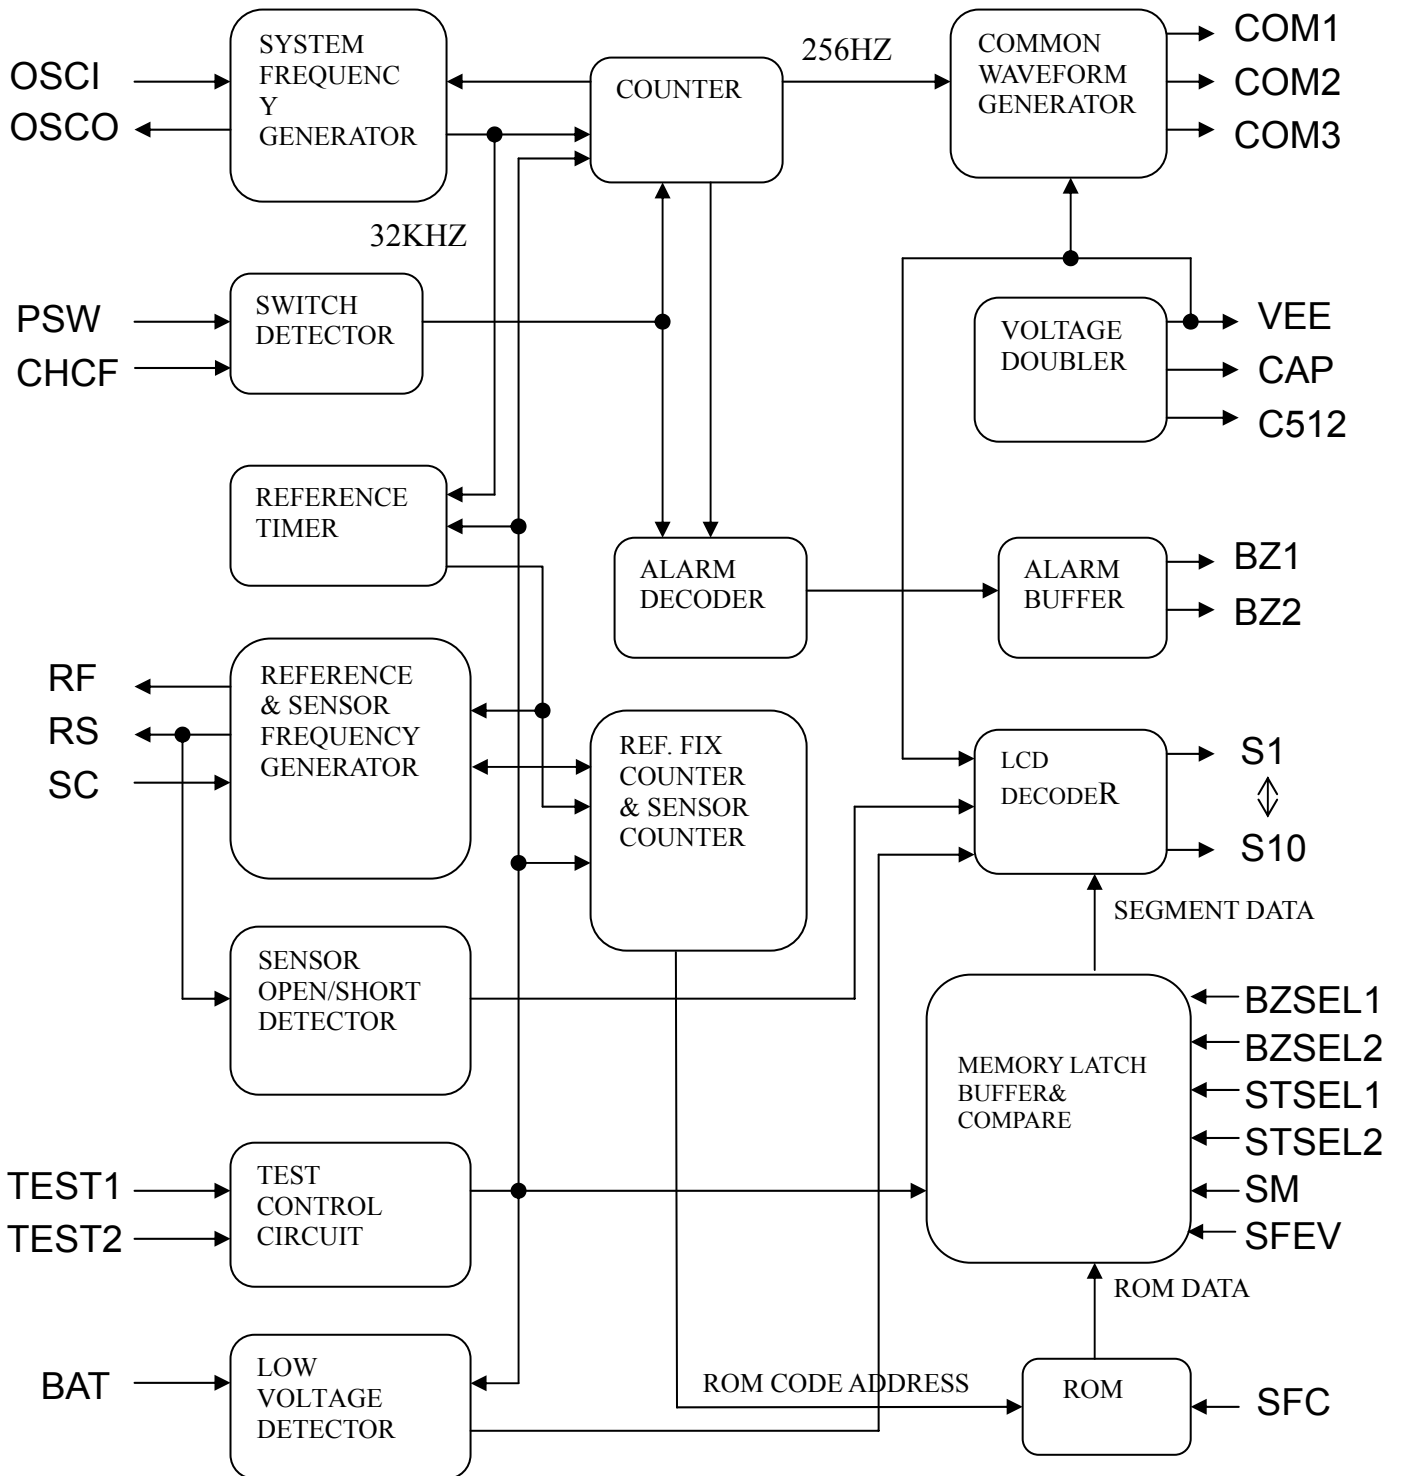 OSCI
OSCO
SYSTEM
FREQUENC
Y
GENERATOR
COUNTER
256HZ
COMMON
WAVEFORM
GENERATOR
COM1
COM2
COM3
32KHZ
PSW
CHCF
SWITCH
DETECTOR
VOLTAGE
DOUBLER
VEE
CAP
C512
REFERENCE
TIMER
ALARM
DECODER
ALARM
BUFFER
BZ1
BZ2
RF
RS
SC
REFERENCE
& SENSOR
FREQUENCY
GENERATOR
REF. FIX
COUNTER
& SENSOR
COUNTER
LCD
DECODER
S1
S10
SEGMENT DATA
SENSOR
OPEN/SHORT
DETECTOR
MEMORY LATCH
BUFFER&
COMPARE
BZSEL1
BZSEL2
STSEL1
STSEL2
SM
SFEV
TEST1
TEST2
TEST
CONTROL
CIRCUIT
ROM DATA
BAT
LOW
VOLTAGE
DETECTOR
ROM CODE ADDRESS
ROM
SFC